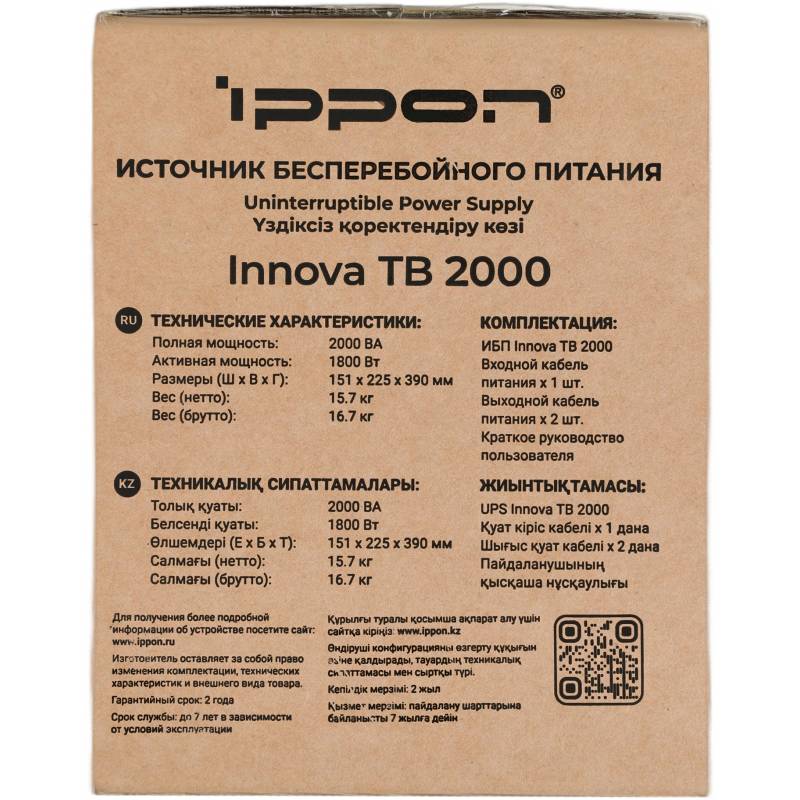 ippon®
ИСТОЧНИК БЕСПЕРЕБОЙНОГО ПИТАНИЯ
Uninterruptible Power Supply
Үздіксіз қоректендіру көзі
Innova TB 2000
RU ТЕХНИЧЕСКИЕ ХАРАКТЕРИСТИКИ:
Полная мощность: 2000 ВА
Активная мощность: 1800 Вт
Размеры (Ш х В х Г): 151 x 225 x 390 мм
Вес (нетто): 15.7 кг
Вес (брутто): 16.7 кг
КОМПЛЕКТАЦИЯ:
ИБП Innova TB 2000
Входной кабель
питания х 1 шт.
Выходной кабель
питания х 2 шт.
Краткое руководство
пользователя
KZ ТЕХНИКАЛЫҚ СИПАТТАМАЛАРЫ:
Толық қуаты: 2000 ВА
Белсенді қуаты: 1800 Вт
Өлшемдері (Е х Б х Т): 151 x 225 x 390 мм
Салмағы (нетто): 15.7 кг
Салмағы (брутто): 16.7 кг
ЖИЫНТЫҚТАМАСЫ:
UPS Innova TB 2000
Қуат кіріс кабелі х 1 дана
Шығыс қуат кабелі х 2 дана
Пайдаланушының
қысқаша нұсқаулығы
Для получения более подробной
информации об устройстве посетите сайт:
www.ippon.ru
Изготовитель оставляет за собой право
изменения комплектации, технических
характеристик и внешнего вида товара.
Гарантийный срок: 2 года
Срок службы: до 7 лет в зависимости
от условий эксплуатации
Құрылғы туралы қосымша ақпарат алу үшін
сайтқа кіріңіз: www.ippon.kz
Өндіруші конфигурацияны өзгерту құқығын
өзіне қалдырады, тауардың техникалық
сипаттамасы мен сыртқы түрі.
Кепілдік мерзімі: 2 жыл
Қызмет мерзімі: пайдалану шарттарына
байланысты 7 жылға дейін